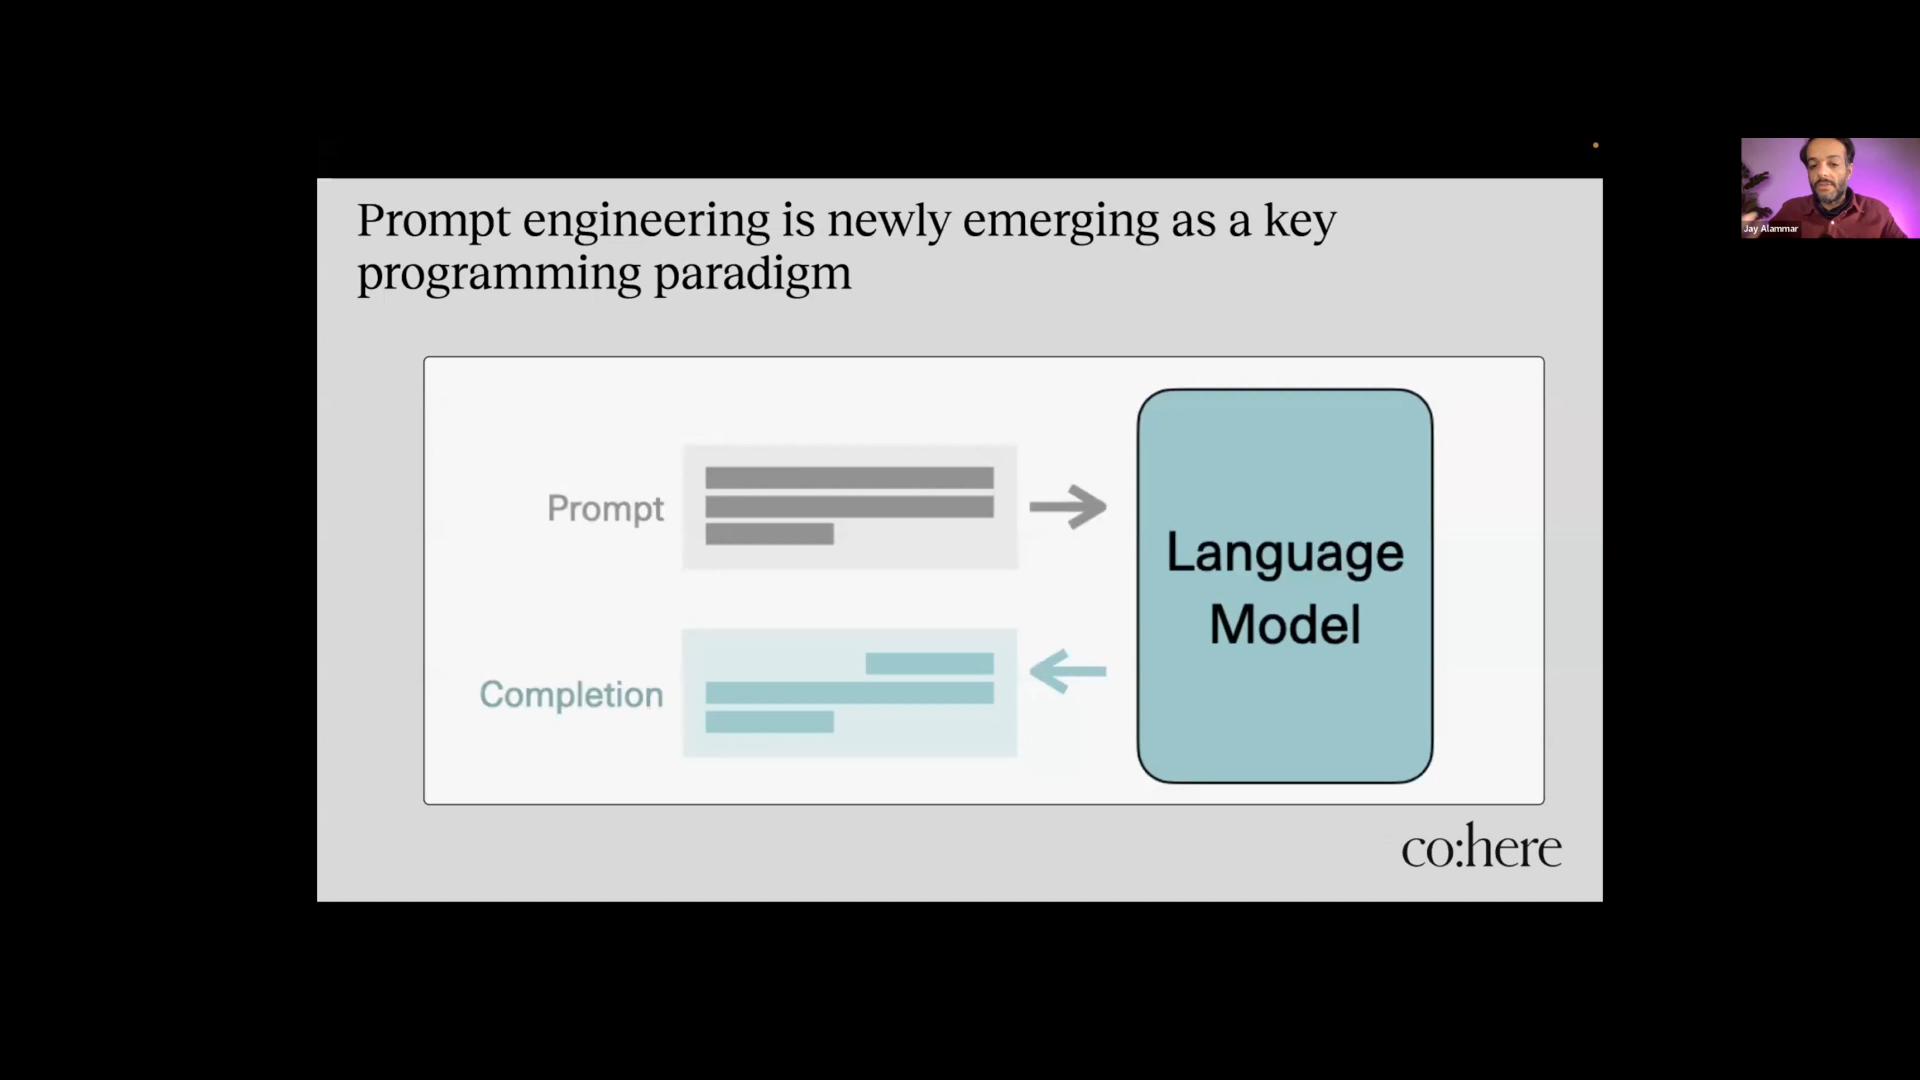 Prompt engineering is newly emerging as a key
programming paradigm
Prompt
Completion
Language
Model
co:here
Jay Alammar